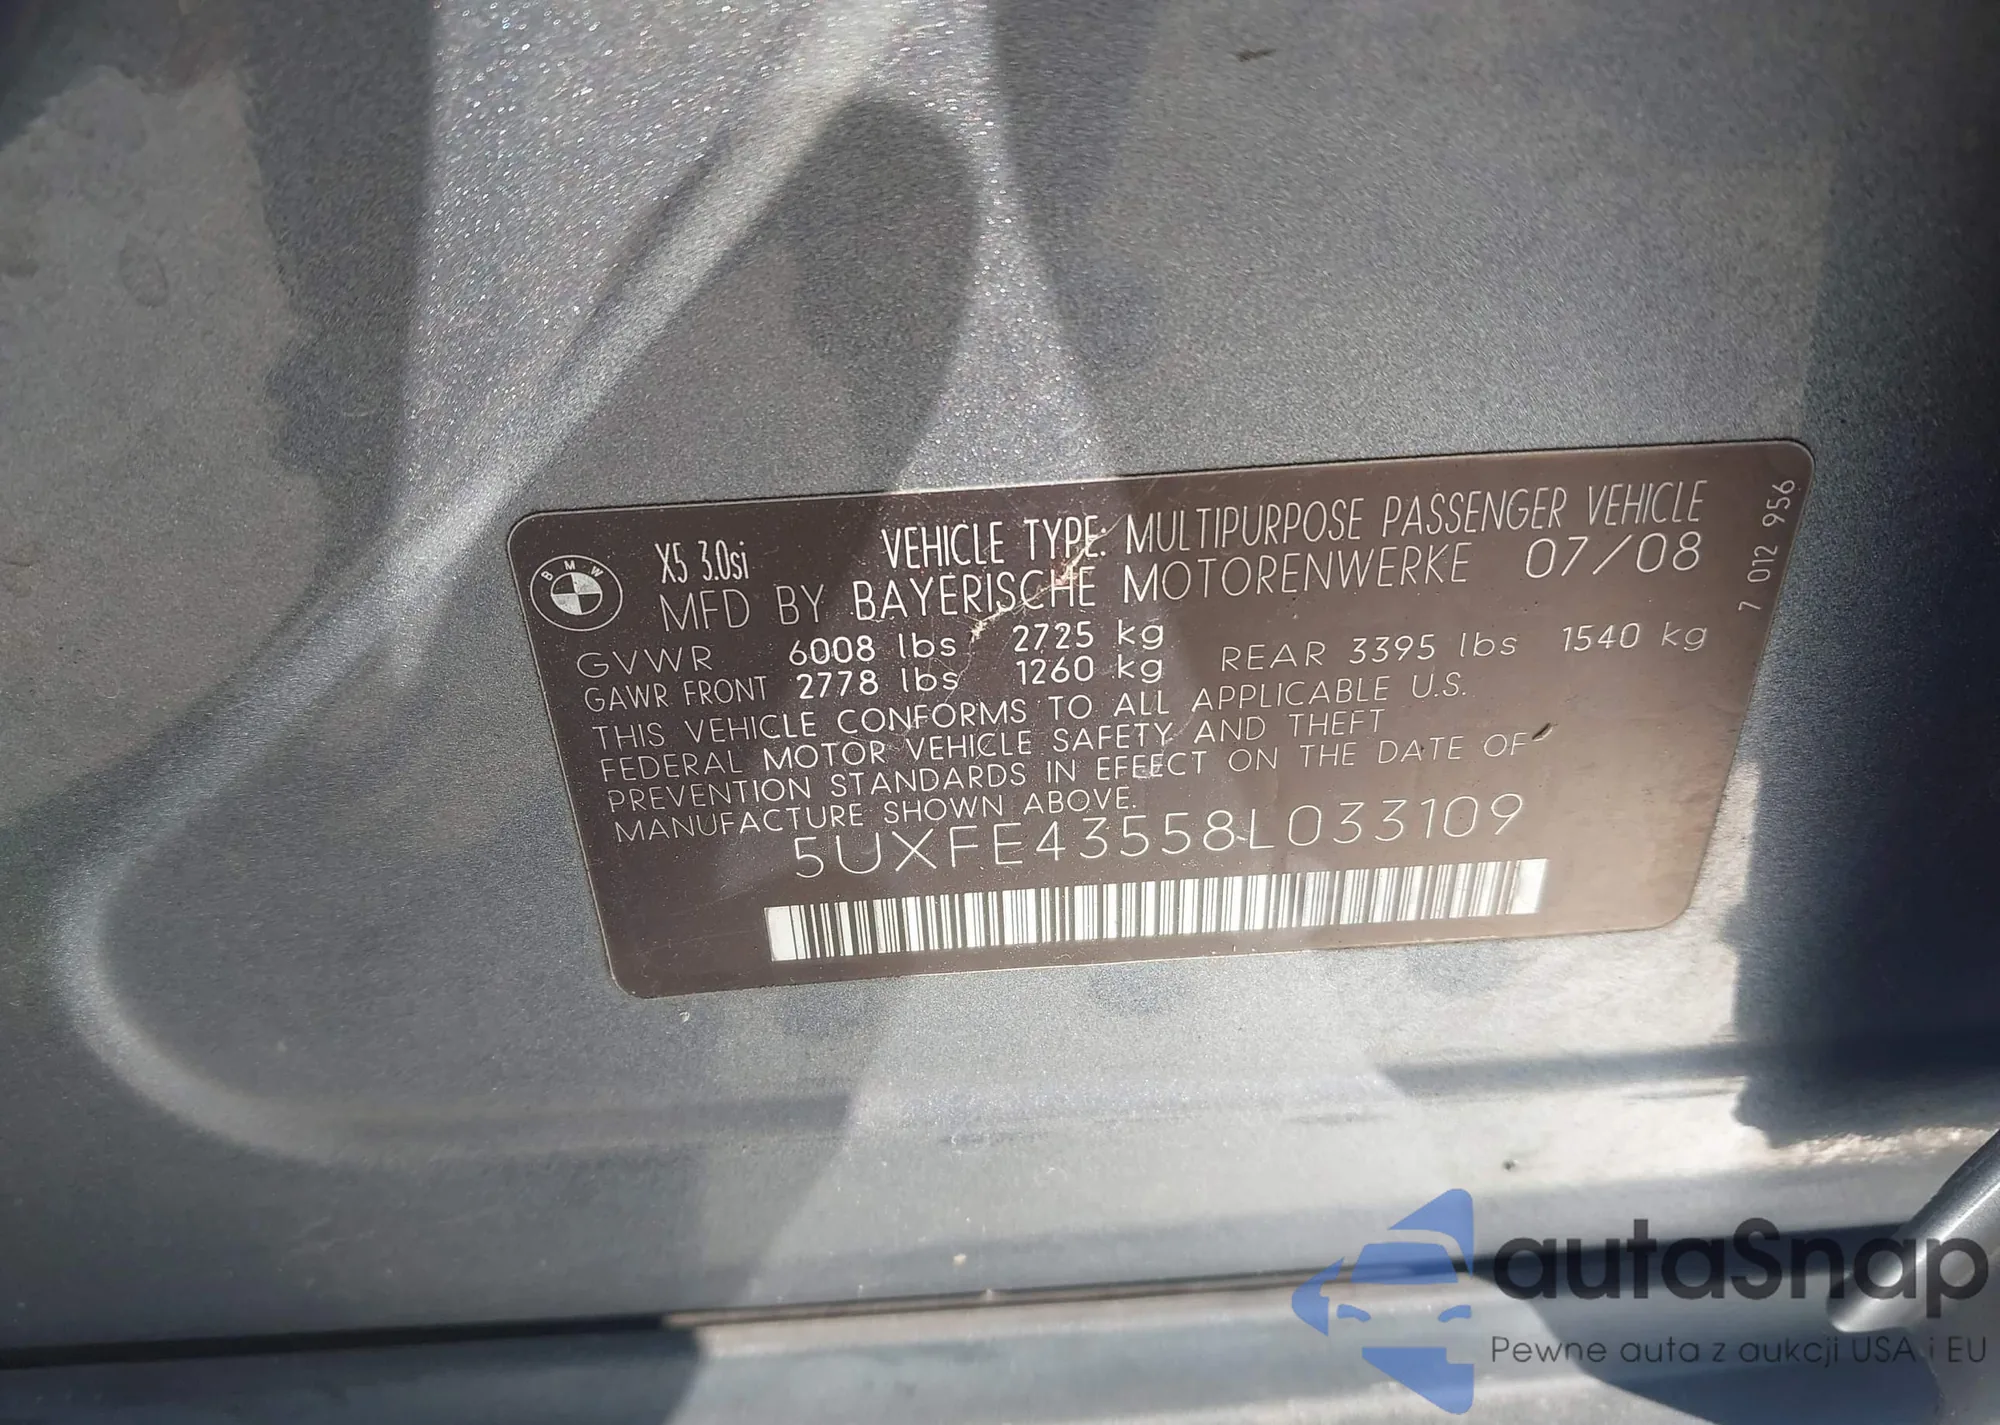 BMW
X5 3.0si
VEHICLE TYPE: MULTIPURPOSE PASSENGER VEHICLE
MFD BY BAYERISCHE MOTORENWERKE 07/08
GVWR 6008 lbs 2725 kg
GAWR FRONT 2778 lbs 1260 kg REAR 3395 lbs 1540 kg
THIS VEHICLE CONFORMS TO ALL APPLICABLE U.S.
FEDERAL MOTOR VEHICLE SAFETY AND THEFT
PREVENTION STANDARDS IN EFFECT ON THE DATE OF
MANUFACTURE SHOWN ABOVE.
5UXFE43558L033109
7 012 956
autaSnap
Pewne auta z aukcji USA i EU